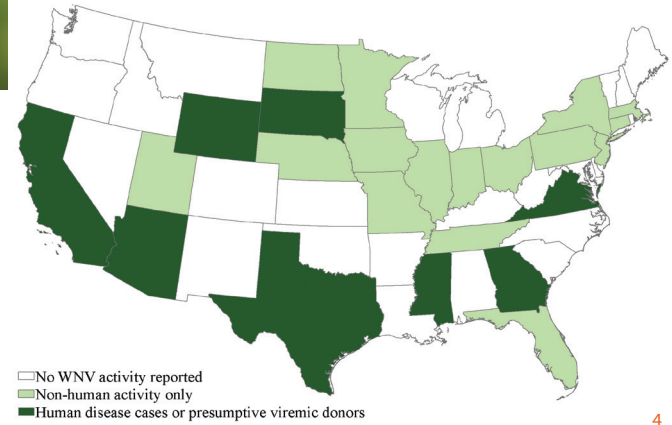 No WNV activity reported
Non-human activity only
Human disease cases or presumptive viremic donors
4